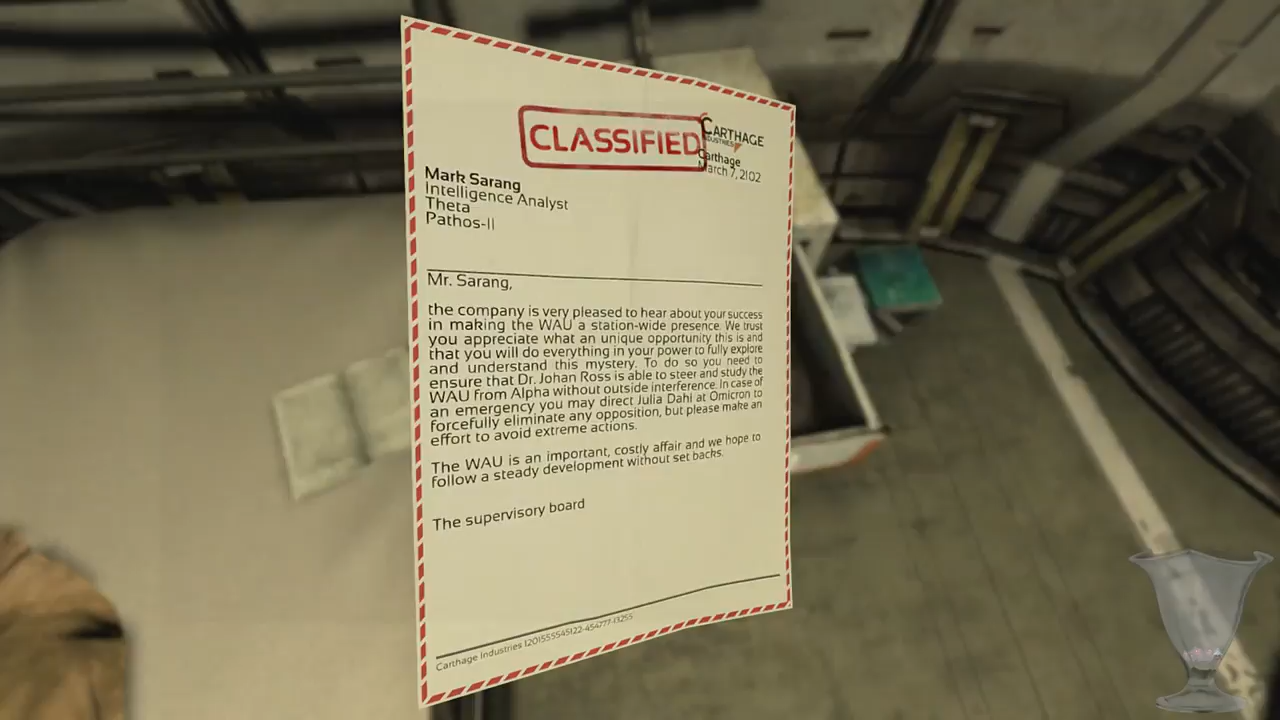 CLASSIFIED
CARTHAGE
INDUSTRIES
Carthage
March 7, 2102
Mark Sarang
Intelligence Analyst
Theta
Pathos-II
Mr. Sarang,
the company is very pleased to hear about your success
in making the WAU a station-wide presence. We trust
you appreciate what an unique opportunity this is and
that you will do everything in your power to fully explore
and understand this mystery. To do so you need to
ensure that Dr. Johan Ross is able to steer and study the
WAU from Alpha without outside interference. In case of
an emergency you may direct Julia Dahl at Omicron to
forcefully eliminate any opposition, but please make an
effort to avoid extreme actions.
The WAU is an important, costly affair and we hope to
follow a steady development without set backs.
The supervisory board
Carthage Industries 1201555545122-454777-13255